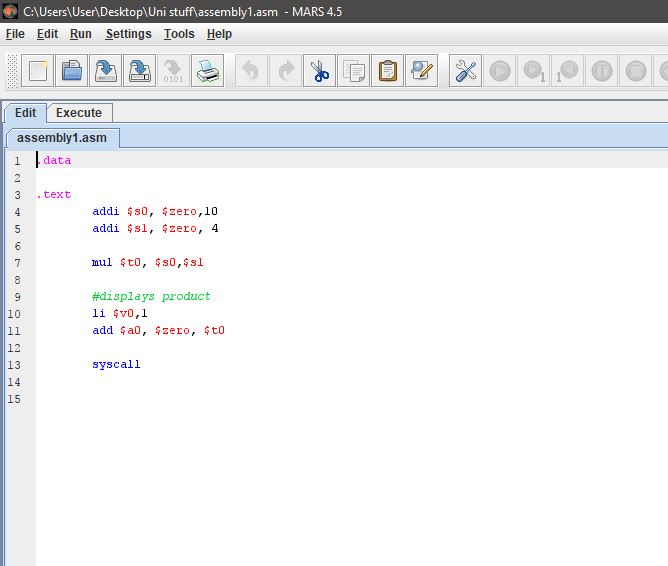 C:\Users\User\Desktop\Uni stuff\assembly1.asm - MARS 4.5
File Edit Run Settings Tools Help
Edit Execute
assembly1.asm
1 .data
2
3 .text
4 addi $s0, $zero,10
5 addi $s1, $zero, 4
6
7 mul $t0, $s0,$s1
8
9 #displays product
10 li $v0,1
11 add $a0, $zero, $t0
12
13 syscall
14
15